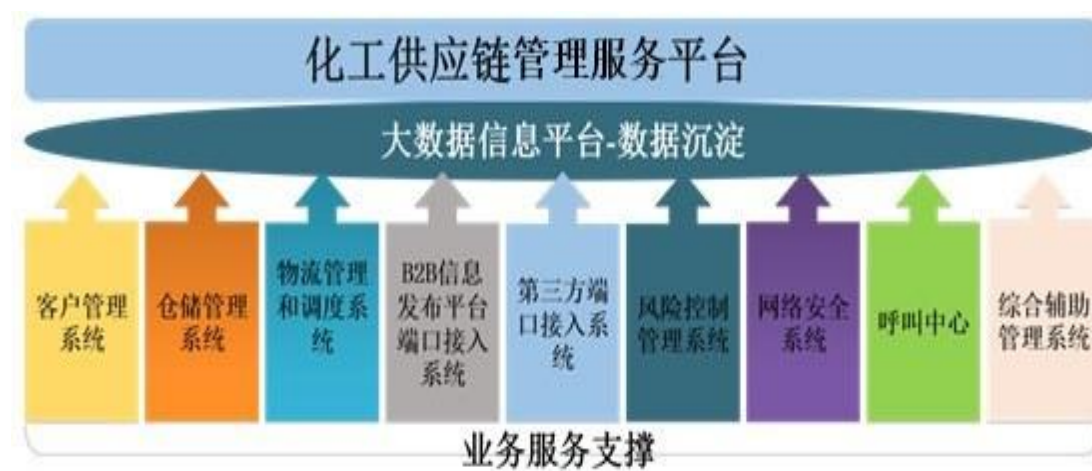 化工供应链管理服务平台
大数据信息平台-数据沉淀
客户管理
系统
仓储管理
系统
物流管理
和调度系
统
B2B信息
发布平台
端口接入
系统
第三方端
口接入系
统
风险控制
管理系统
网络安全
系统
呼叫中心
综合辅助
管理系统
业务服务支撑